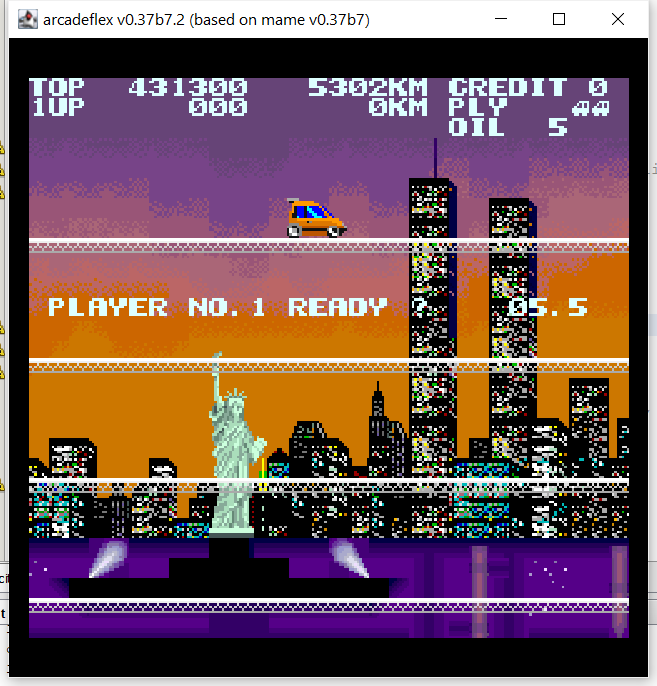 arcadeflex v0.37b7.2 (based on mame v0.37b7)
TOP 431300 5302KM CREDIT 0
1UP 000 0KM PLY
OIL 5
PLAYER NO.1 READY ? 05.5